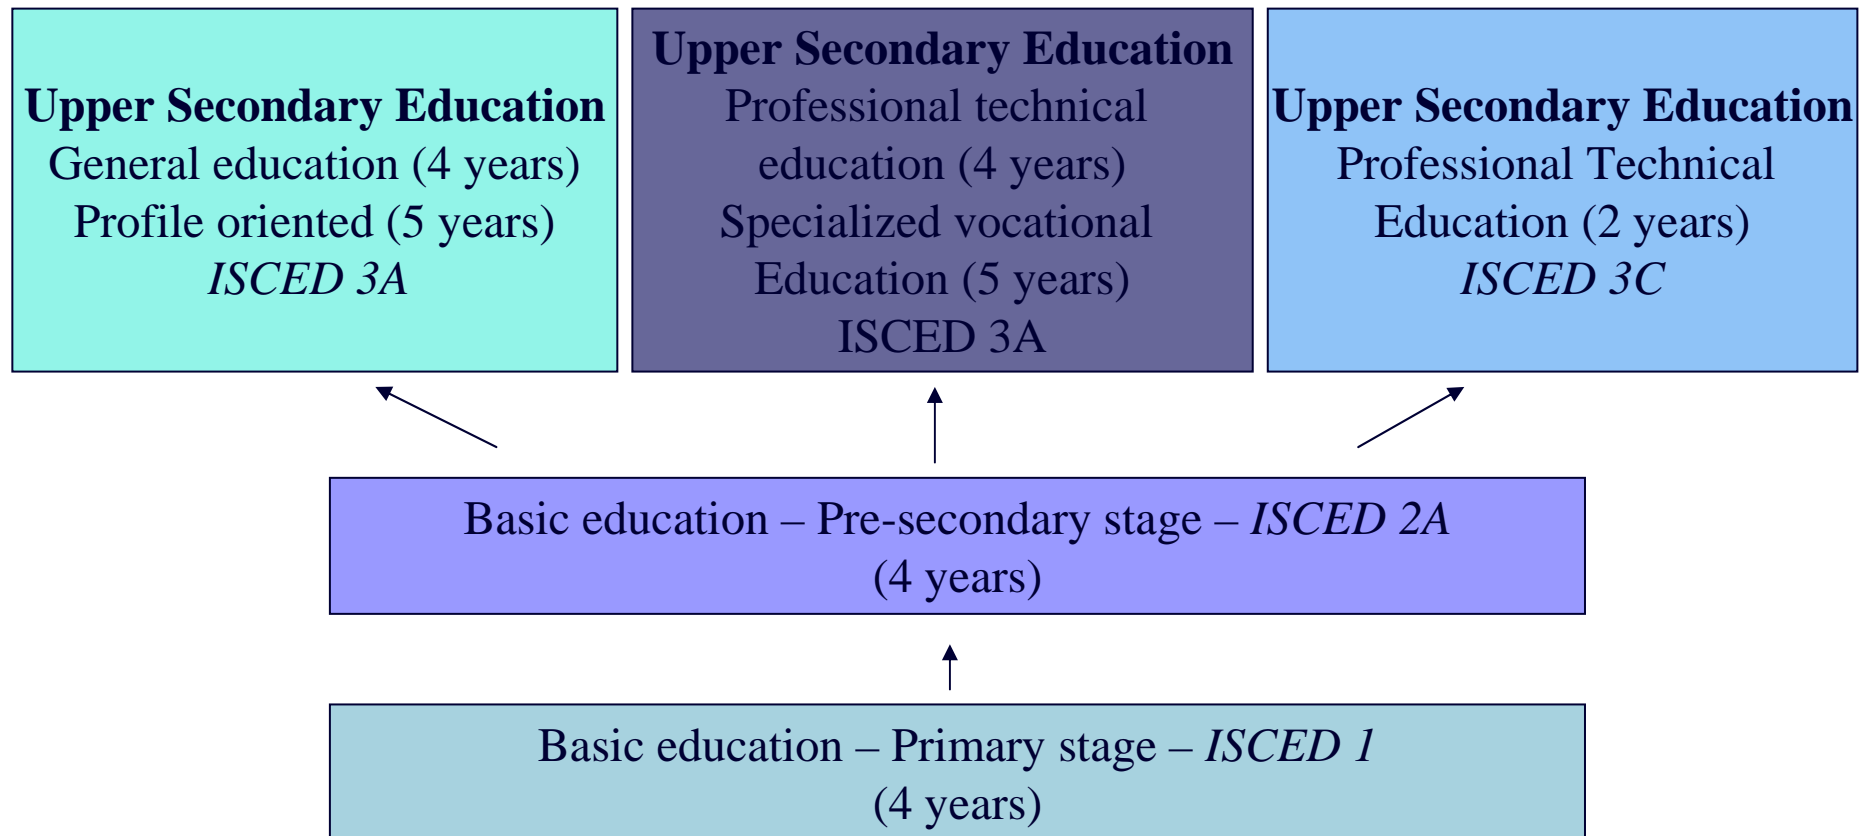 Upper Secondary Education
General education (4 years)
Profile oriented (5 years)
ISCED 3A
Upper Secondary Education
Professional technical
education (4 years)
Specialized vocational
Education (5 years)
ISCED 3A
Upper Secondary Education
Professional Technical
Education (2 years)
ISCED 3C
Basic education – Pre-secondary stage – ISCED 2A
(4 years)
Basic education – Primary stage – ISCED 1
(4 years)